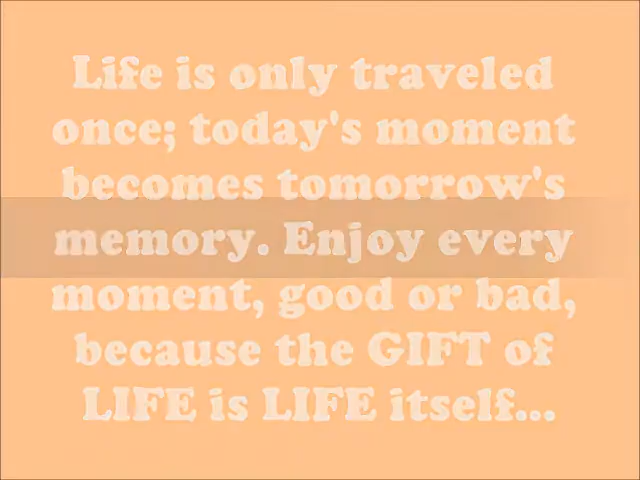 Life is only traveled
once; today's moment
becomes tomorrow's
memory. Enjoy every
moment, good or bad,
because the GIFT of
LIFE is LIFE itself...